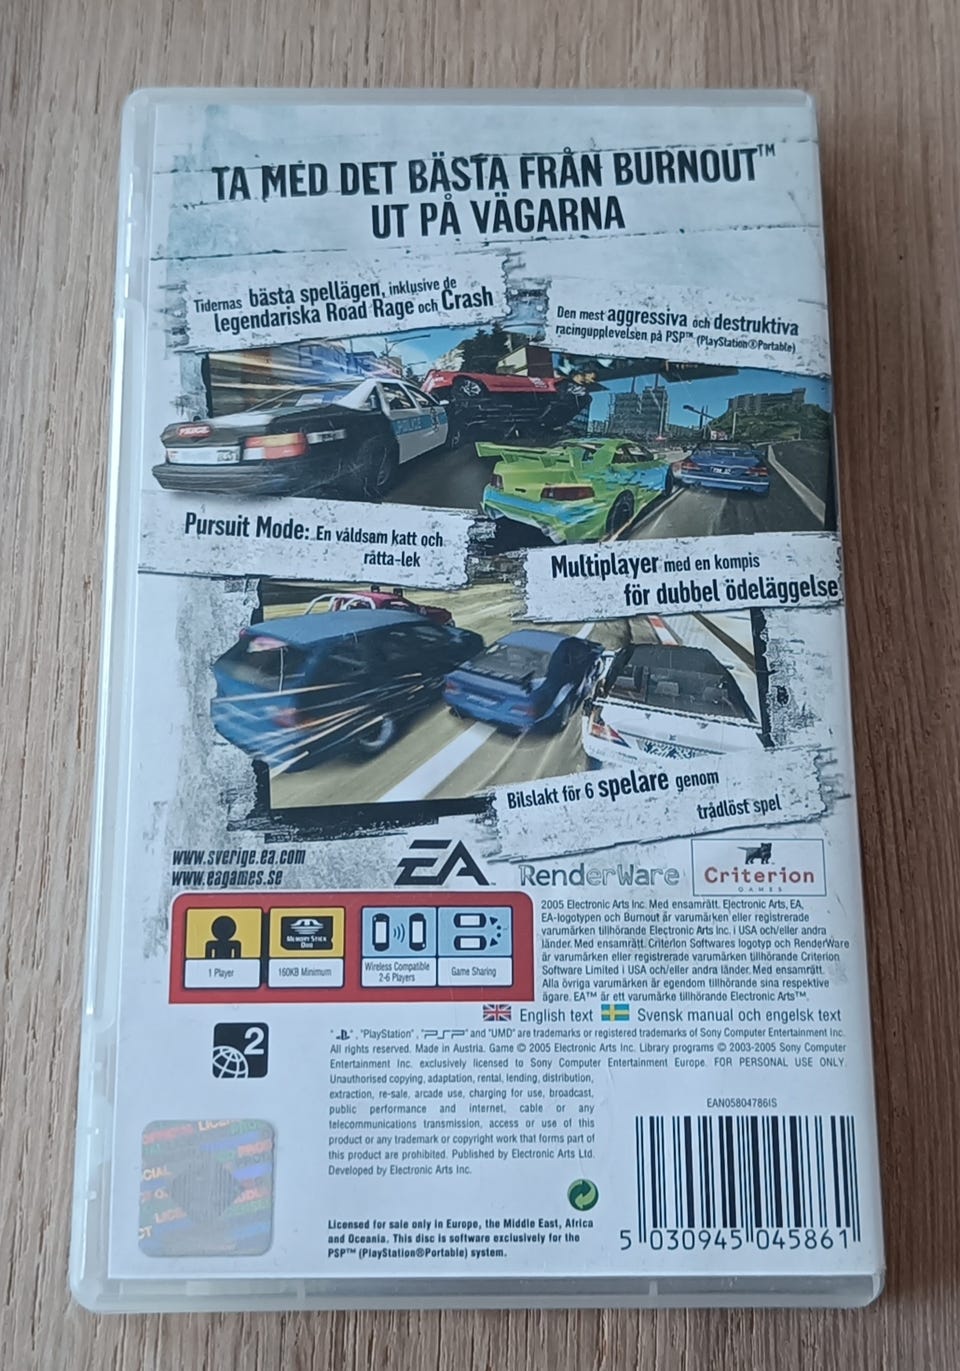 TA MED DET BÄSTA FRÅN BURNOUT™
UT PÅ VÄGARNA
Tidernas bästa spellägen, inklusive de
legendariska Road Rage och Crash
Den mest aggressiva och destruktiva
racingupplevelsen på PSP™ (PlayStation®Portable)
POLICE
Pursuit Mode: En våldsam katt och
råtta-lek
Multiplayer med en kompis
för dubbel ödeläggelse
Bilslakt för 6 spelare genom
trådlöst spel
www.sverige.ea.com
www.eagames.se
EA™
RenderWare
Criterion
GAMES
MEMORY STICK
DUO
1 Player
160KB Minimum
Wireless Compatible
2-6 Players
Game Sharing
2005 Electronic Arts Inc. Med ensamrätt. Electronic Arts, EA,
EA-logotypen och Burnout är varumärken eller registrerade
varumärken tillhörande Electronic Arts Inc. i USA och/eller andra
länder. Med ensamrätt. Criterion Softwares logotyp och RenderWare
är varumärken eller registrerade varumärken tillhörande Criterion
Software Limited i USA och/eller andra länder. Med ensamrätt.
Alla övriga varumärken är egendom tillhörande sina respektive
ägare. EA™ är ett varumärke tillhörande Electronic Arts™.
English text Svensk manual och engelsk text
2
" ", "PlayStation", "PSP" and "UMD" are trademarks or registered trademarks of Sony Computer Entertainment Inc.
All rights reserved. Made in Austria. Game © 2005 Electronic Arts Inc. Library programs © 2003-2005 Sony Computer
Entertainment Inc. exclusively licensed to Sony Computer Entertainment Europe. FOR PERSONAL USE ONLY.
Unauthorised copying, adaptation, rental, lending, distribution,
extraction, re-sale, arcade use, charging for use, broadcast,
public performance and internet, cable or any
telecommunications transmission, access or use of this
product or any trademark or copyright work that forms part of
this product are prohibited. Published by Electronic Arts Ltd.
Developed by Electronic Arts Inc.
EAN05804786IS
Licensed for sale only in Europe, the Middle East, Africa
and Oceania. This disc is software exclusively for the
PSP™ (PlayStation®Portable) system.
5 030945 045861